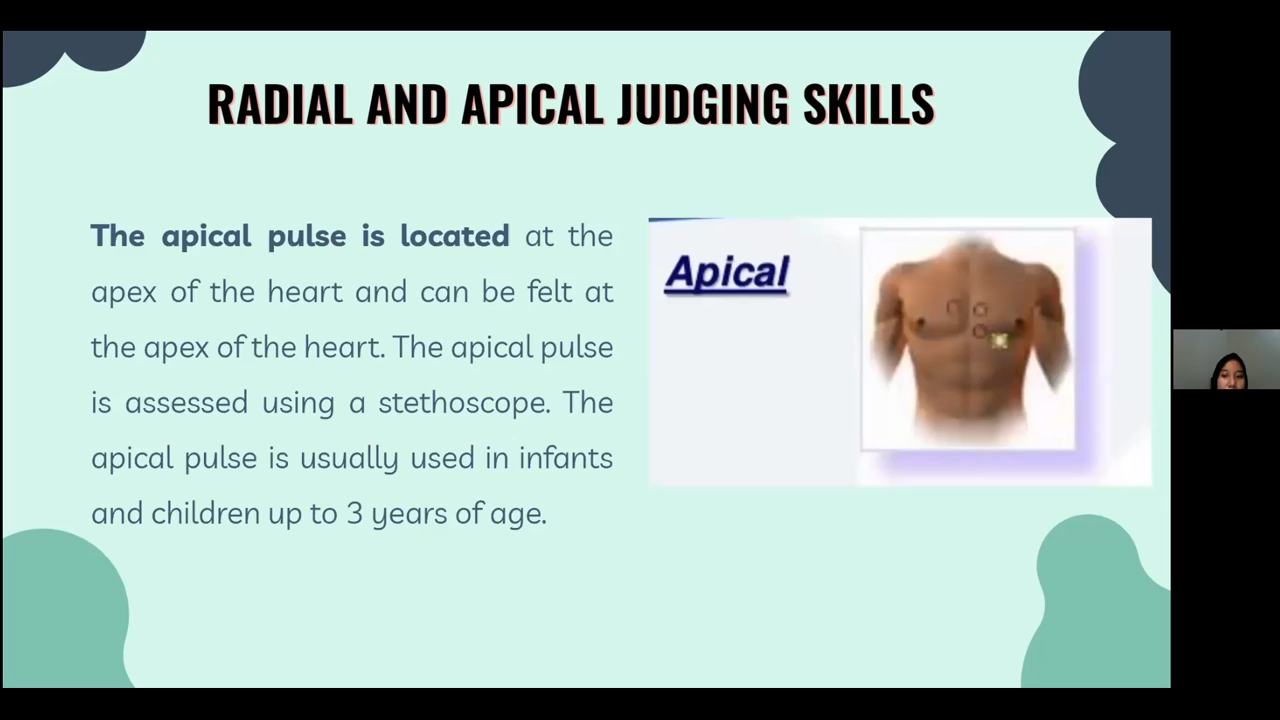 RADIAL AND APICAL JUDGING SKILLS
The apical pulse is located at the
apex of the heart and can be felt at
the apex of the heart. The apical pulse
is assessed using a stethoscope. The
apical pulse is usually used in infants
and children up to 3 years of age.
Apical